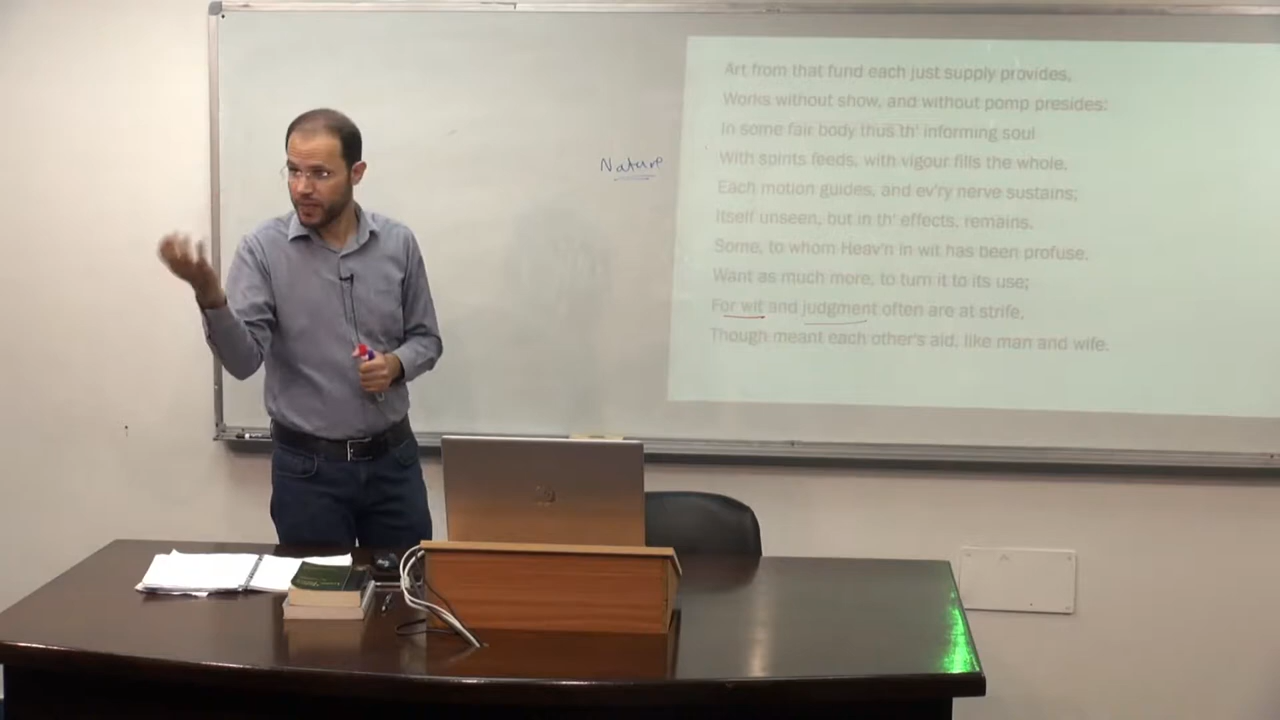 Art from that fund each just supply provides,
Works without show, and without pomp presides:
In some fair body thus th' informing soul
With spirits feeds, with vigour fills the whole,
Each motion guides, and ev'ry nerve sustains;
Itself unseen, but in th' effects, remains.
Some, to whom Heav'n in wit has been profuse,
Want as much more, to turn it to its use;
For wit and judgment often are at strife,
Though meant each other's aid, like man and wife.
Nature